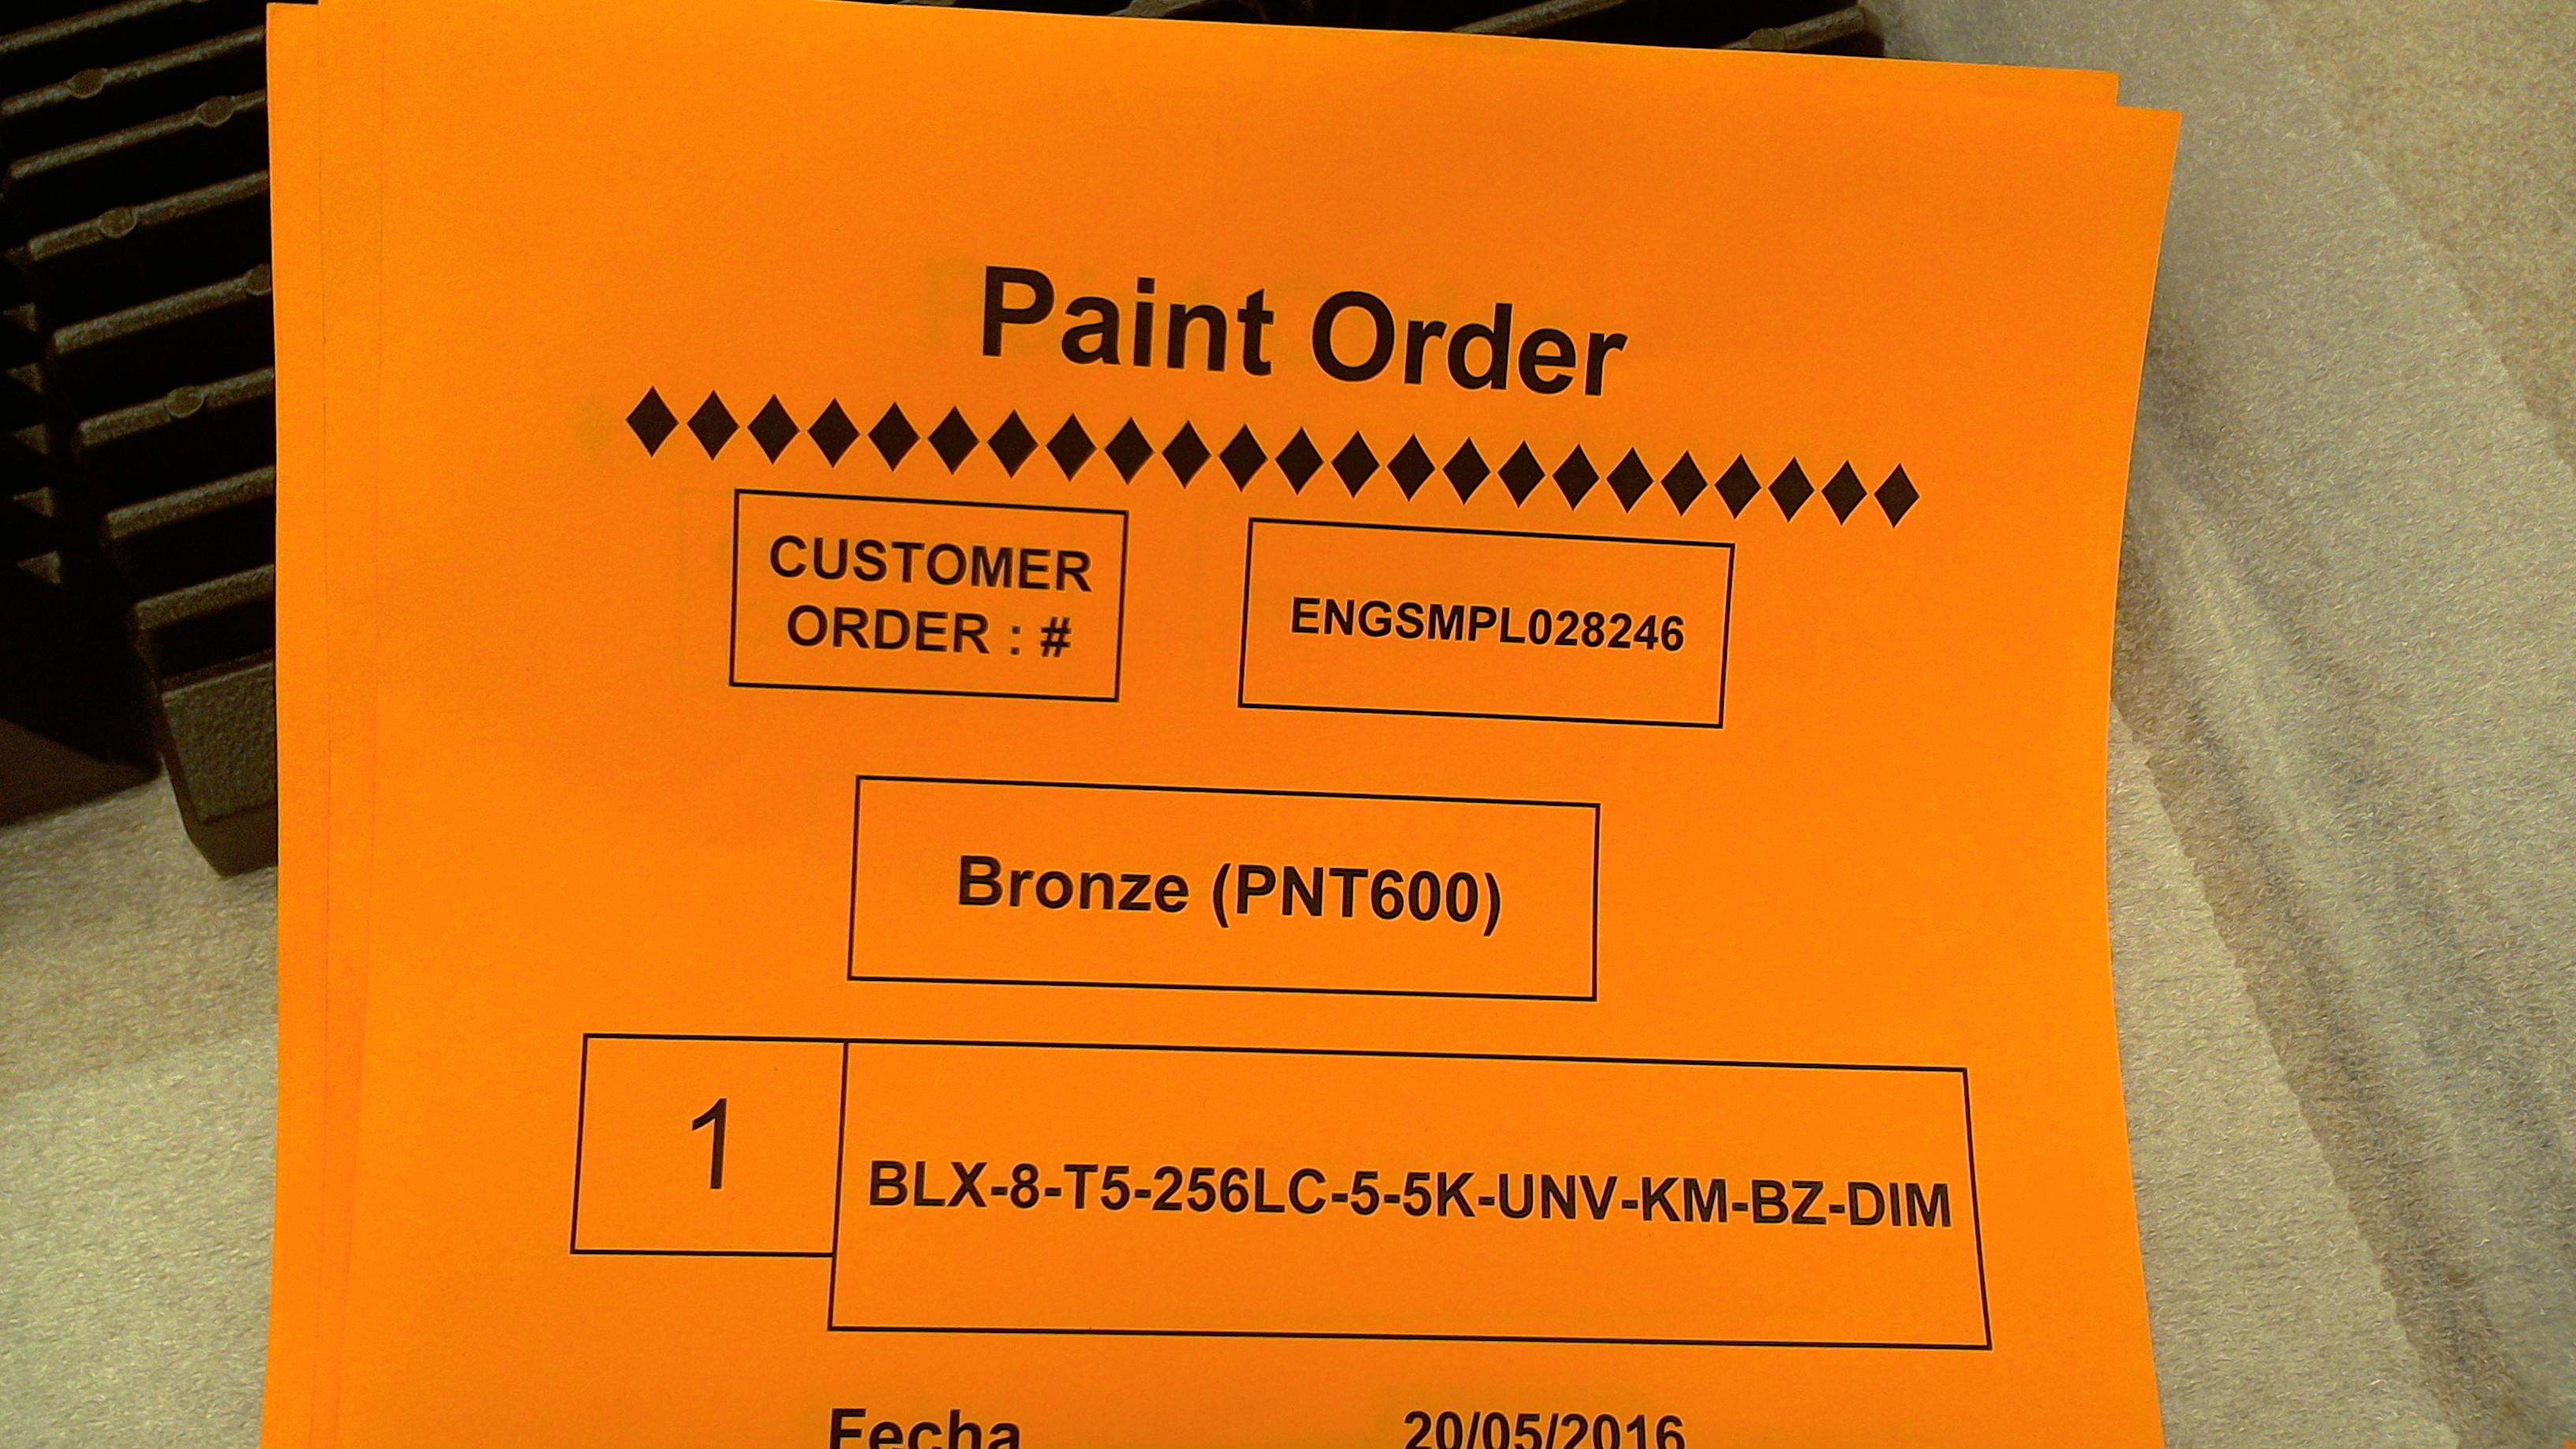 Paint Order
CUSTOMER
ORDER : #
ENGSMPL028246
Bronze (PNT600)
1
BLX-8-T5-256LC-5-5K-UNV-KM-BZ-DIM
Fecha 20/05/2016